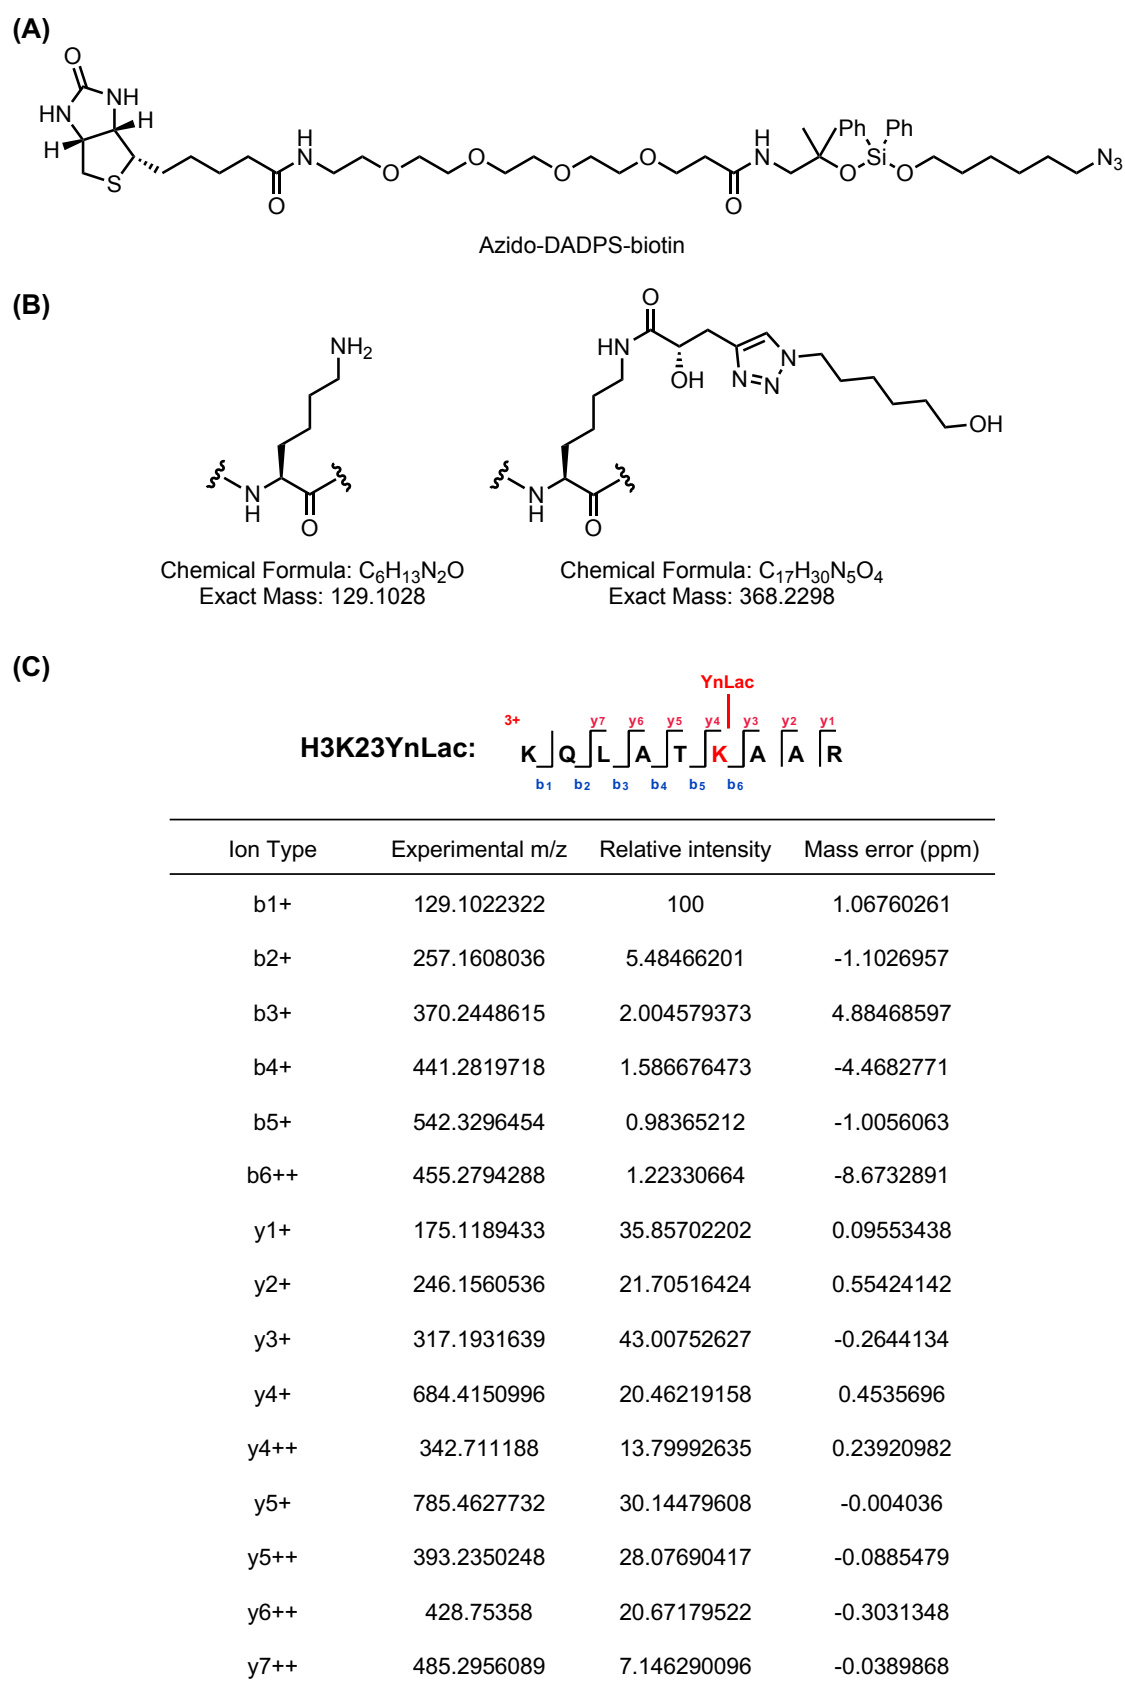 (A)
O
HN
NH
H
H
S
O
H
N
O
O
O
O
O
H
N
O
Si
Ph
Ph
O
N3
Azido-DADPS-biotin
(B)
NH2
N
H
O
Chemical Formula: C6H13N2O
Exact Mass: 129.1028
O
HN
OH
N
N
N
OH
N
H
O
Chemical Formula: C17H30N5O4
Exact Mass: 368.2298
(C)
YnLac
3+ y7 y6 y5 y4 y3 y2 y1
H3K23YnLac: K Q L A T K A A R
b1 b2 b3 b4 b5 b6
Ion Type Experimental m/z Relative intensity Mass error (ppm)
b1+ 129.1022322 100 1.06760261
b2+ 257.1608036 5.48466201 -1.1026957
b3+ 370.2448615 2.004579373 4.88468597
b4+ 441.2819718 1.586676473 -4.4682771
b5+ 542.3296454 0.98365212 -1.0056063
b6++ 455.2794288 1.22330664 -8.6732891
y1+ 175.1189433 35.85702202 0.09553438
y2+ 246.1560536 21.70516424 0.55424142
y3+ 317.1931639 43.00752627 -0.2644134
y4+ 684.4150996 20.46219158 0.4535696
y4++ 342.711188 13.79992635 0.23920982
y5+ 785.4627732 30.14479608 -0.004036
y5++ 393.2350248 28.07690417 -0.0885479
y6++ 428.75358 20.67179522 -0.3031348
y7++ 485.2956089 7.146290096 -0.0389868